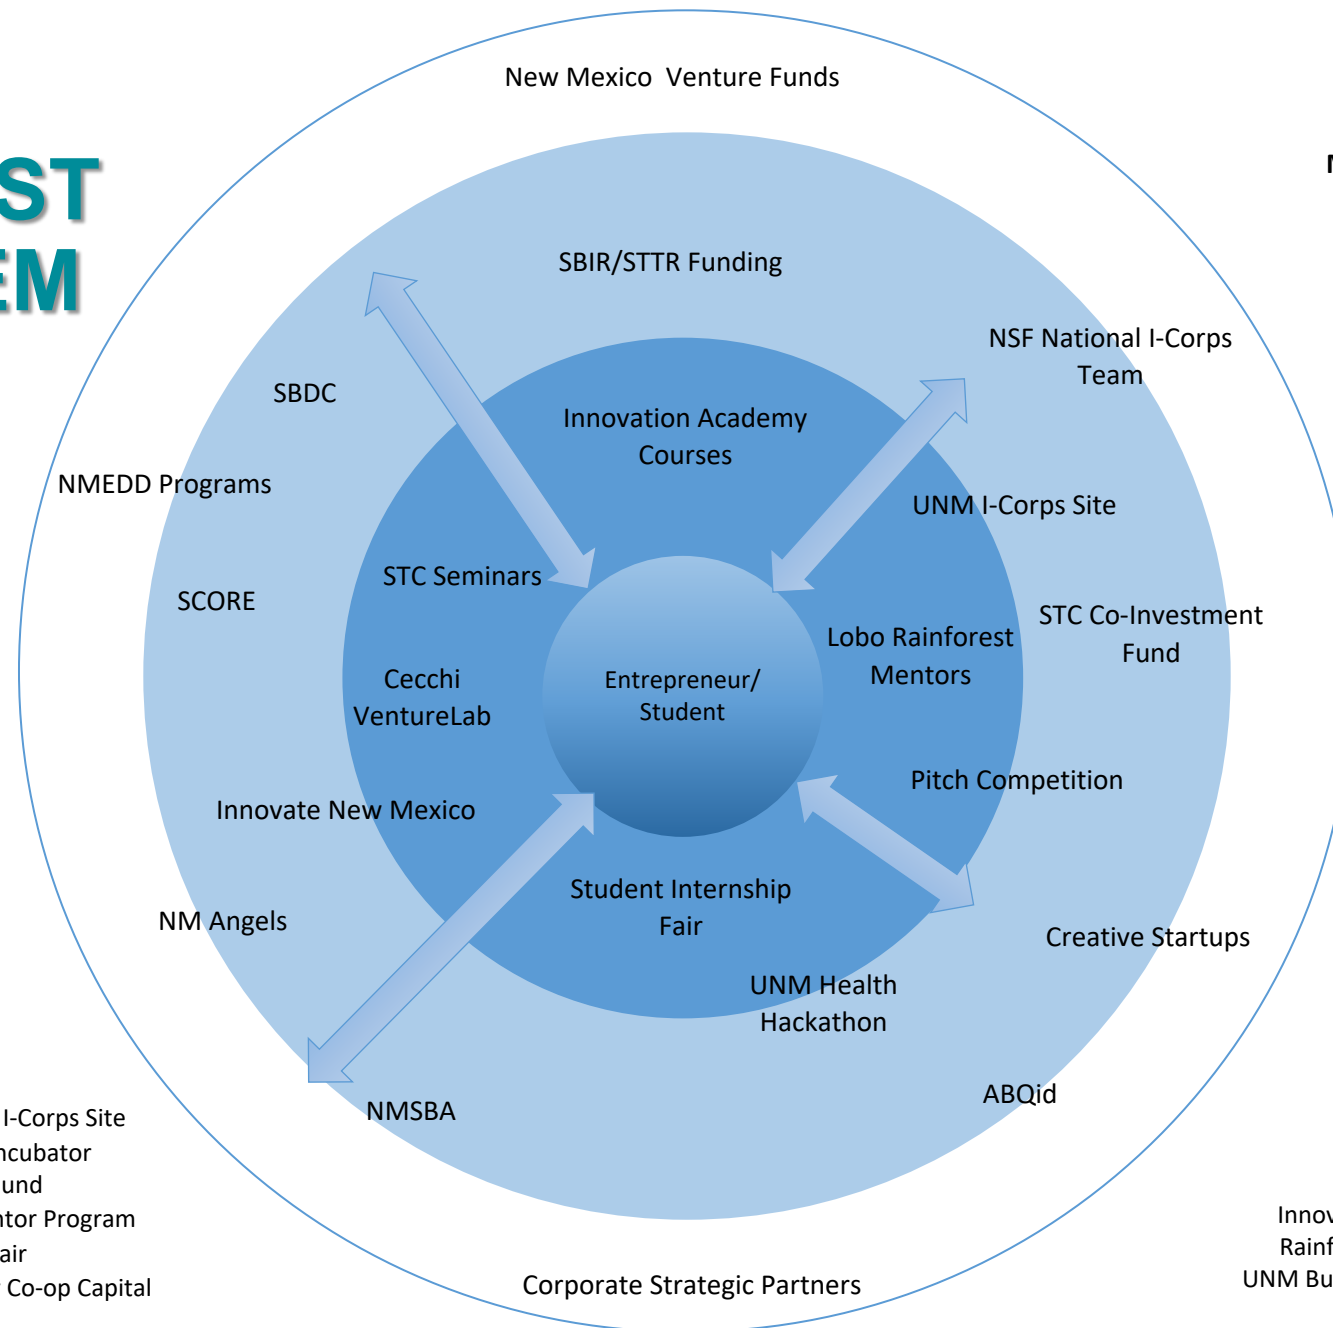 New Mexico  Venture Funds
ST
EM
SBIR/STTR Funding
NSF National I-Corps
Team
SBDC
Innovation Academy
Courses
NMEDD Programs
UNM I-Corps Site
STC Seminars
SCORE
STC Co-Investment
Fund
Lobo Rainforest
Mentors
Entrepreneur/
Student
Cecchi
VentureLab
Pitch Competition
Innovate New Mexico
Student Internship
Fair
NM Angels
Creative Startups
UNM Health
Hackathon
ABQid
NMSBA
I-Corps Site
ncubator
und
ntor Program
air
Co-op Capital
Innov
Rainf
UNM Bu
Corporate Strategic Partners